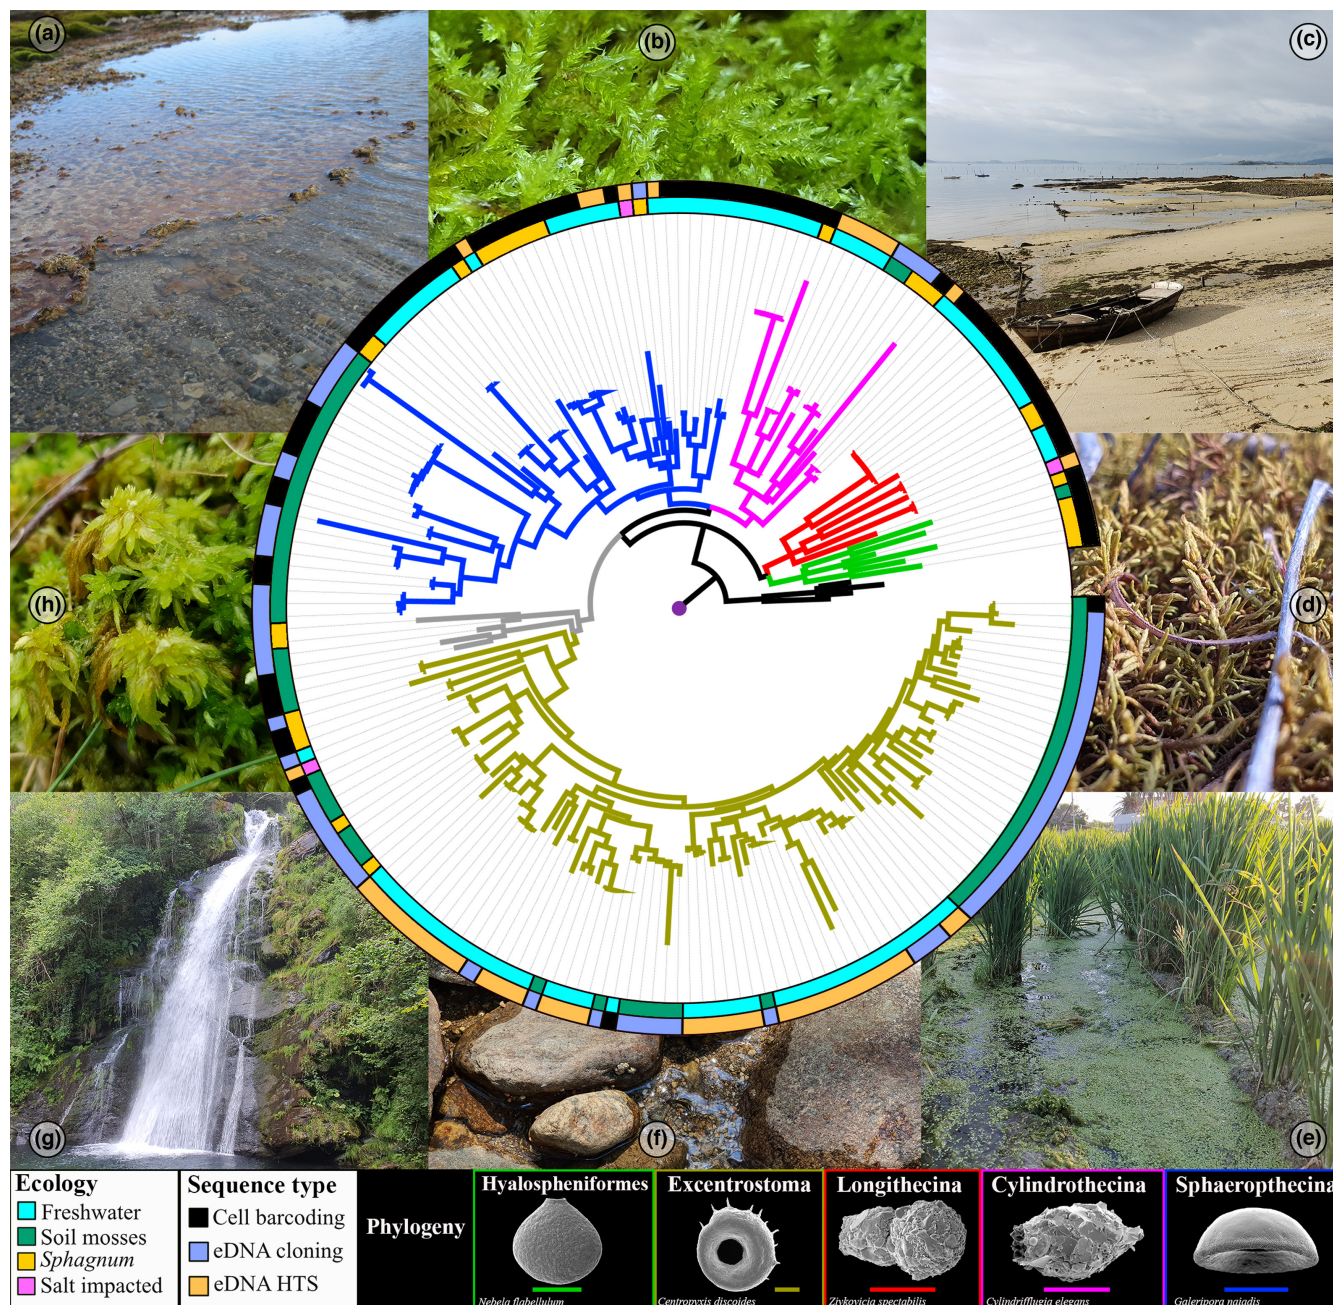 (a)
(b)
(c)
(h)
(d)
(g)
(f)
(e)
Ecology
Freshwater
Soil mosses
Sphagnum
Salt impacted
Sequence type
Cell barcoding
eDNA cloning
eDNA HTS
Phylogeny
Hyalospheniformes
Nebela flabellulum
Excentrostoma
Centropyxis discoides
Longithecina
Zivkovicia spectabilis
Cylindrothecina
Cylindrifflugia elegans
Sphaeropthecina
Galeripora naiadis